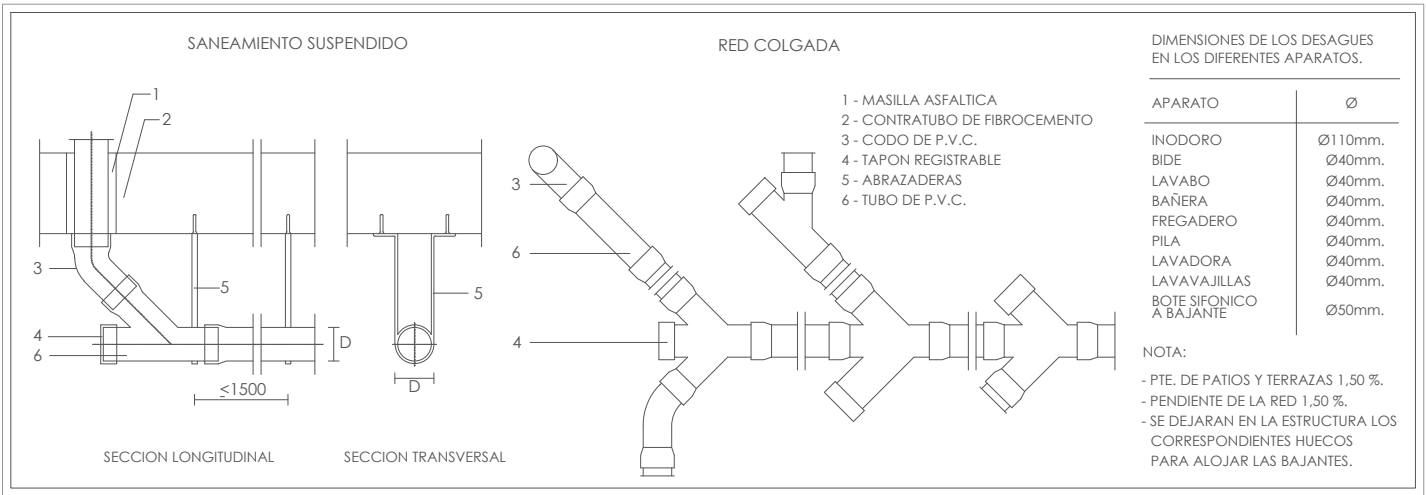 SANEAMIENTO SUSPENDIDO
1
2
3
5
4
6
D
≤1500
SECCION LONGITUDINAL
5
D
SECCION TRANSVERSAL
RED COLGADA
1 - MASILLA ASFALTICA
2 - CONTRATUBO DE FIBROCEMENTO
3 - CODO DE P.V.C.
4 - TAPON REGISTRABLE
5 - ABRAZADERAS
6 - TUBO DE P.V.C.
3
6
4
DIMENSIONES DE LOS DESAGUES
EN LOS DIFERENTES APARATOS.
APARATO Ø
INODORO Ø110mm.
BIDE Ø40mm.
LAVABO Ø40mm.
BAÑERA Ø40mm.
FREGADERO Ø40mm.
PILA Ø40mm.
LAVADORA Ø40mm.
LAVAVAJILLAS Ø40mm.
BOTE SIFONICO
A BAJANTE Ø50mm.
NOTA:
- PTE. DE PATIOS Y TERRAZAS 1,50 %.
- PENDIENTE DE LA RED 1,50 %.
- SE DEJARAN EN LA ESTRUCTURA LOS
CORRESPONDIENTES HUECOS
PARA ALOJAR LAS BAJANTES.